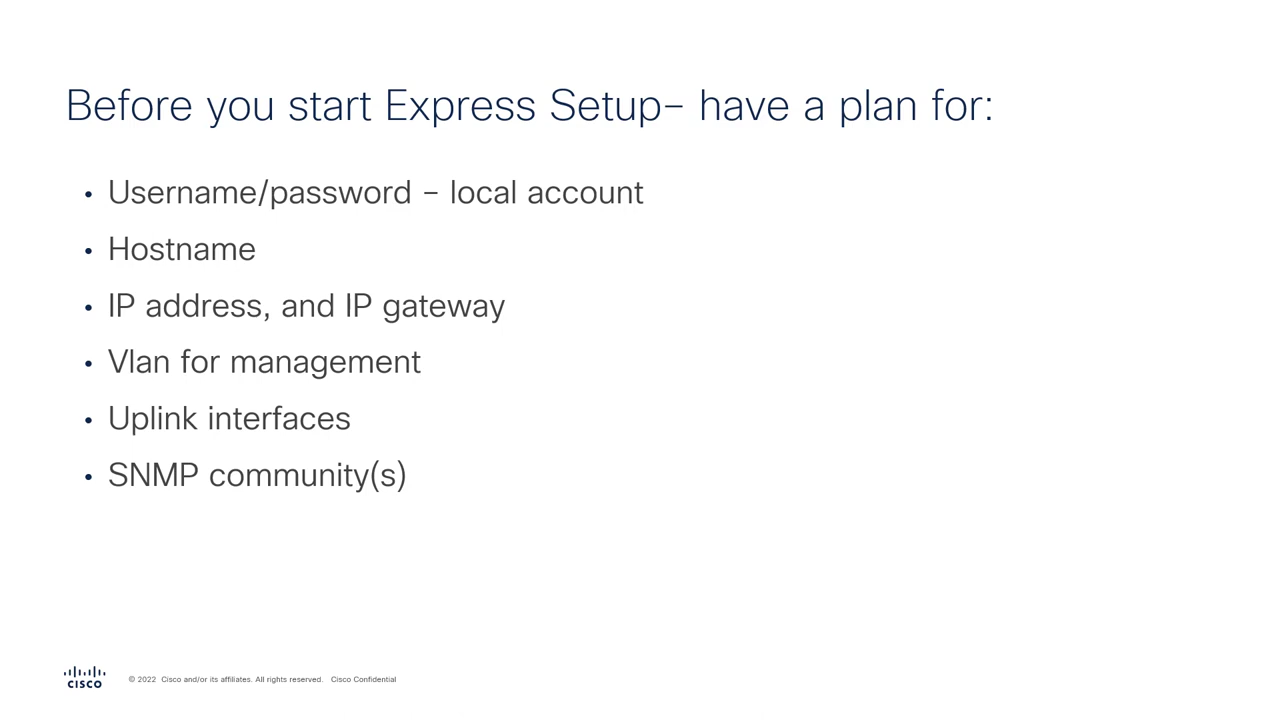 Before you start Express Setup– have a plan for:
• Username/password – local account
• Hostname
• IP address, and IP gateway
• Vlan for management
• Uplink interfaces
• SNMP community(s)
CISCO
© 2022 Cisco and/or its affiliates. All rights reserved. Cisco Confidential